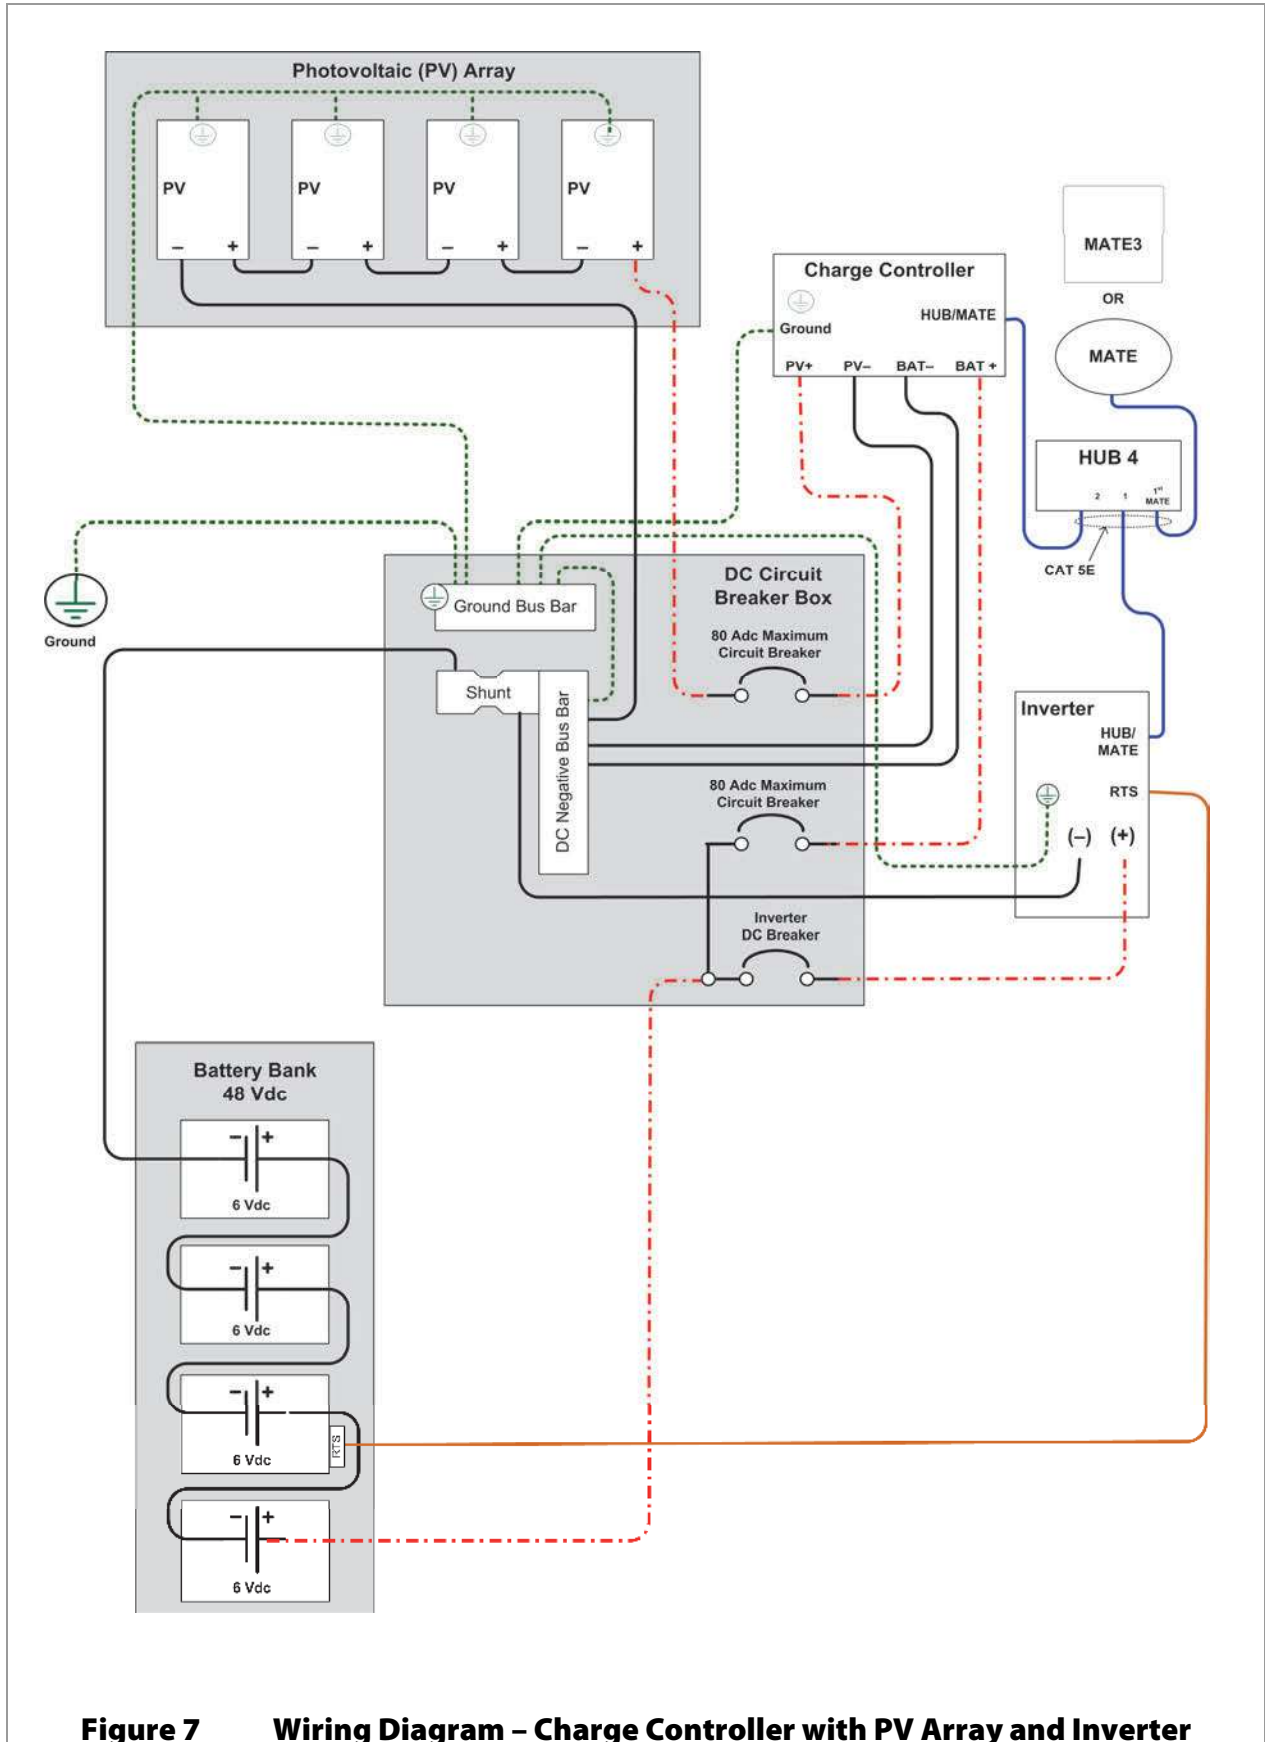 Photovoltaic (PV) Array
PV
PV
PV
PV
– + – + – + – +
MATE3
OR
MATE
Charge Controller
HUB/MATE
Ground
PV+ PV– BAT– BAT +
HUB 4
2 1 1st MATE
CAT 5E
Ground
DC Circuit
Breaker Box
Ground Bus Bar
80 Adc Maximum
Circuit Breaker
Shunt
DC Negative Bus Bar
80 Adc Maximum
Circuit Breaker
Inverter
DC Breaker
Inverter
HUB/
MATE
RTS
(–) (+)
Battery Bank
48 Vdc
– +
6 Vdc
– +
6 Vdc
– +
6 Vdc
RTS
– +
6 Vdc
Figure 7 Wiring Diagram – Charge Controller with PV Array and Inverter